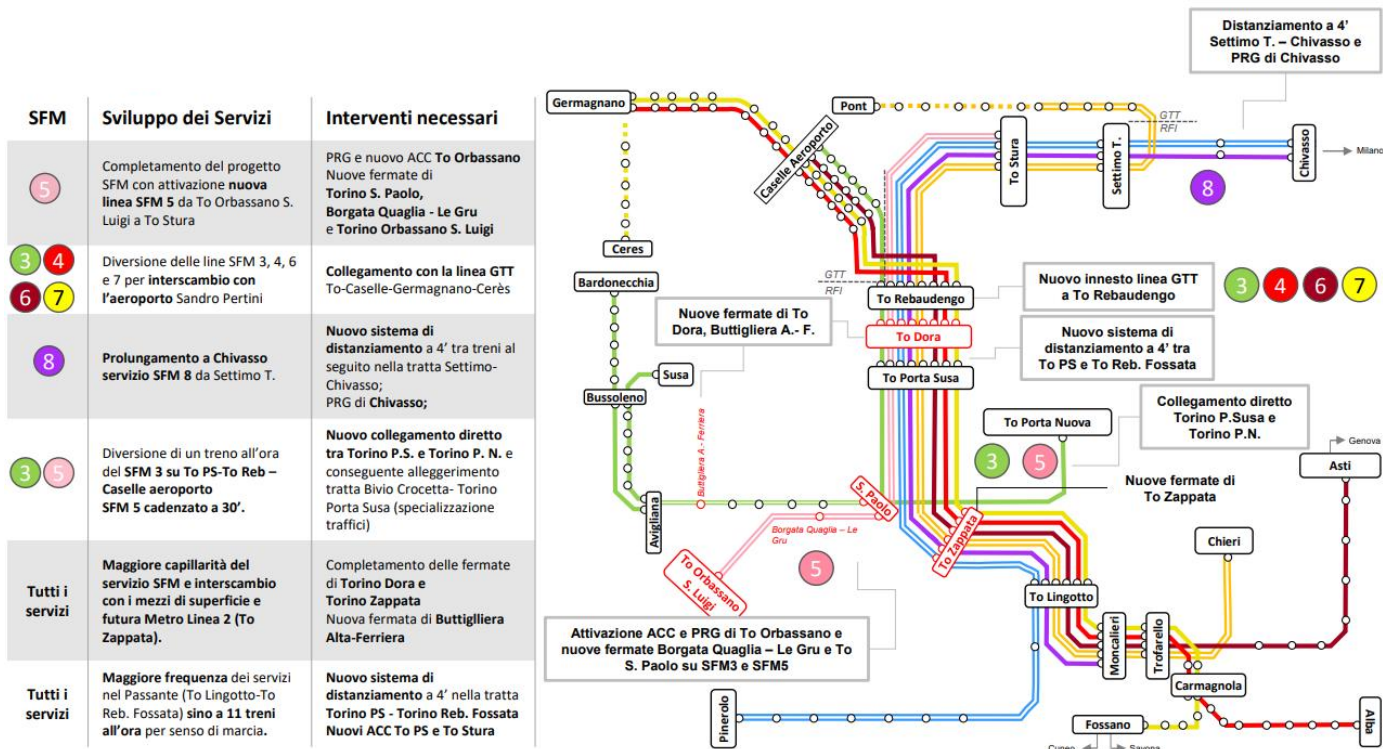 SFM
Sviluppo dei Servizi
Interventi necessari
5
Completamento del progetto
SFM con attivazione nuova
linea SFM 5 da To Orbassano S.
Luigi a To Stura
PRG e nuovo ACC To Orbassano
Nuove fermate di
Torino S. Paolo,
Borgata Quaglia - Le Gru
e Torino Orbassano S. Luigi
3 4
6 7
Diversione delle line SFM 3, 4, 6
e 7 per interscambio con
l'aeroporto Sandro Pertini
Collegamento con la linea GTT
To-Caselle-Germagnano-Cerès
8
Prolungamento a Chivasso
servizio SFM 8 da Settimo T.
Nuovo sistema di
distanziamento a 4' tra treni al
seguito nella tratta Settimo-
Chivasso;
PRG di Chivasso;
3 5
Diversione di un treno all'ora
del SFM 3 su To PS-To Reb –
Caselle aeroporto
SFM 5 cadenzato a 30'.
Nuovo collegamento diretto
tra Torino P.S. e Torino P. N. e
conseguente alleggerimento
tratta Bivio Crocetta- Torino
Porta Susa (specializzazione
traffici)
Tutti i
servizi
Maggiore capillarità del
servizio SFM e interscambio
con i mezzi di superficie e
futura Metro Linea 2 (To
Zappata).
Completamento delle fermate
di Torino Dora e
Torino Zappata
Nuova fermata di Buttiglliera
Alta-Ferriera
Tutti i
servizi
Maggiore frequenza dei servizi
nel Passante (To Lingotto-To
Reb. Fossata) sino a 11 treni
all'ora per senso di marcia.
Nuovo sistema di
distanziamento a 4' nella tratta
Torino PS - Torino Reb. Fossata
Nuovi ACC To PS e To Stura
Distanziamento a 4'
Settimo T. – Chivasso e
PRG di Chivasso
Germagnano
Pont
GTT
RFI
Caselle Aeroporto
To Stura
Settimo T.
Chivasso
Milano
8
Ceres
Bardonecchia
GTT
RFI
To Rebaudengo
Nuovo innesto linea GTT
a To Rebaudengo
3 4 6 7
Nuove fermate di To
Dora, Buttigliera A.- F.
To Dora
Nuovo sistema di
distanziamento a 4' tra
To PS e To Reb. Fossata
Susa
To Porta Susa
Bussoleno
Buttigliera A - Ferriera
To Porta Nuova
Collegamento diretto
Torino P.Susa e
Torino P.N.
3 5
Genova
Asti
Nuove fermate di
To Zappata
S. Paolo
Avigliana
Borgata Quaglia – Le
Gru
To Zappata
Chieri
5
To Orbassano
S. Luigi
To Lingotto
Attivazione ACC e PRG di To Orbassano e
nuove fermate Borgata Quaglia – Le Gru e To
S. Paolo su SFM3 e SFM5
Moncalieri
Trofarello
Carmagnola
Pinerolo
Fossano
Alba
Cuneo
Savona